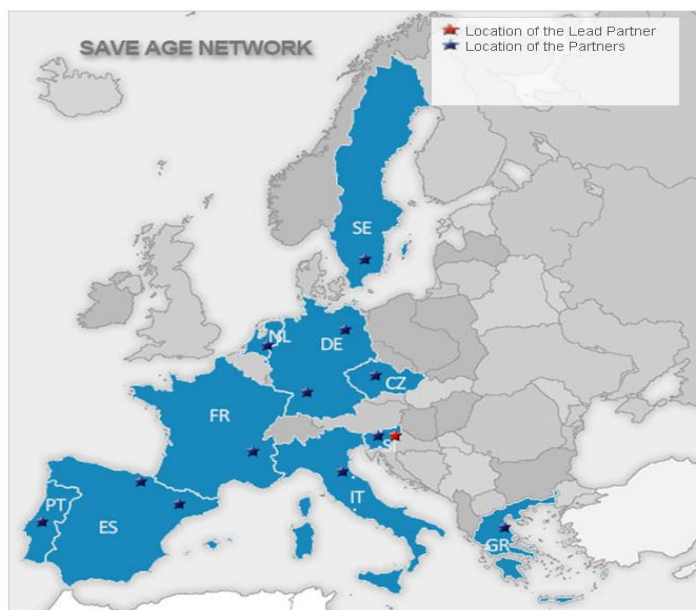 SAVE AGE NETWORK
Location of the Lead Partner
Location of the Partners
SE
NL
DE
CZ
FR
SI
IT
PT
ES
GR